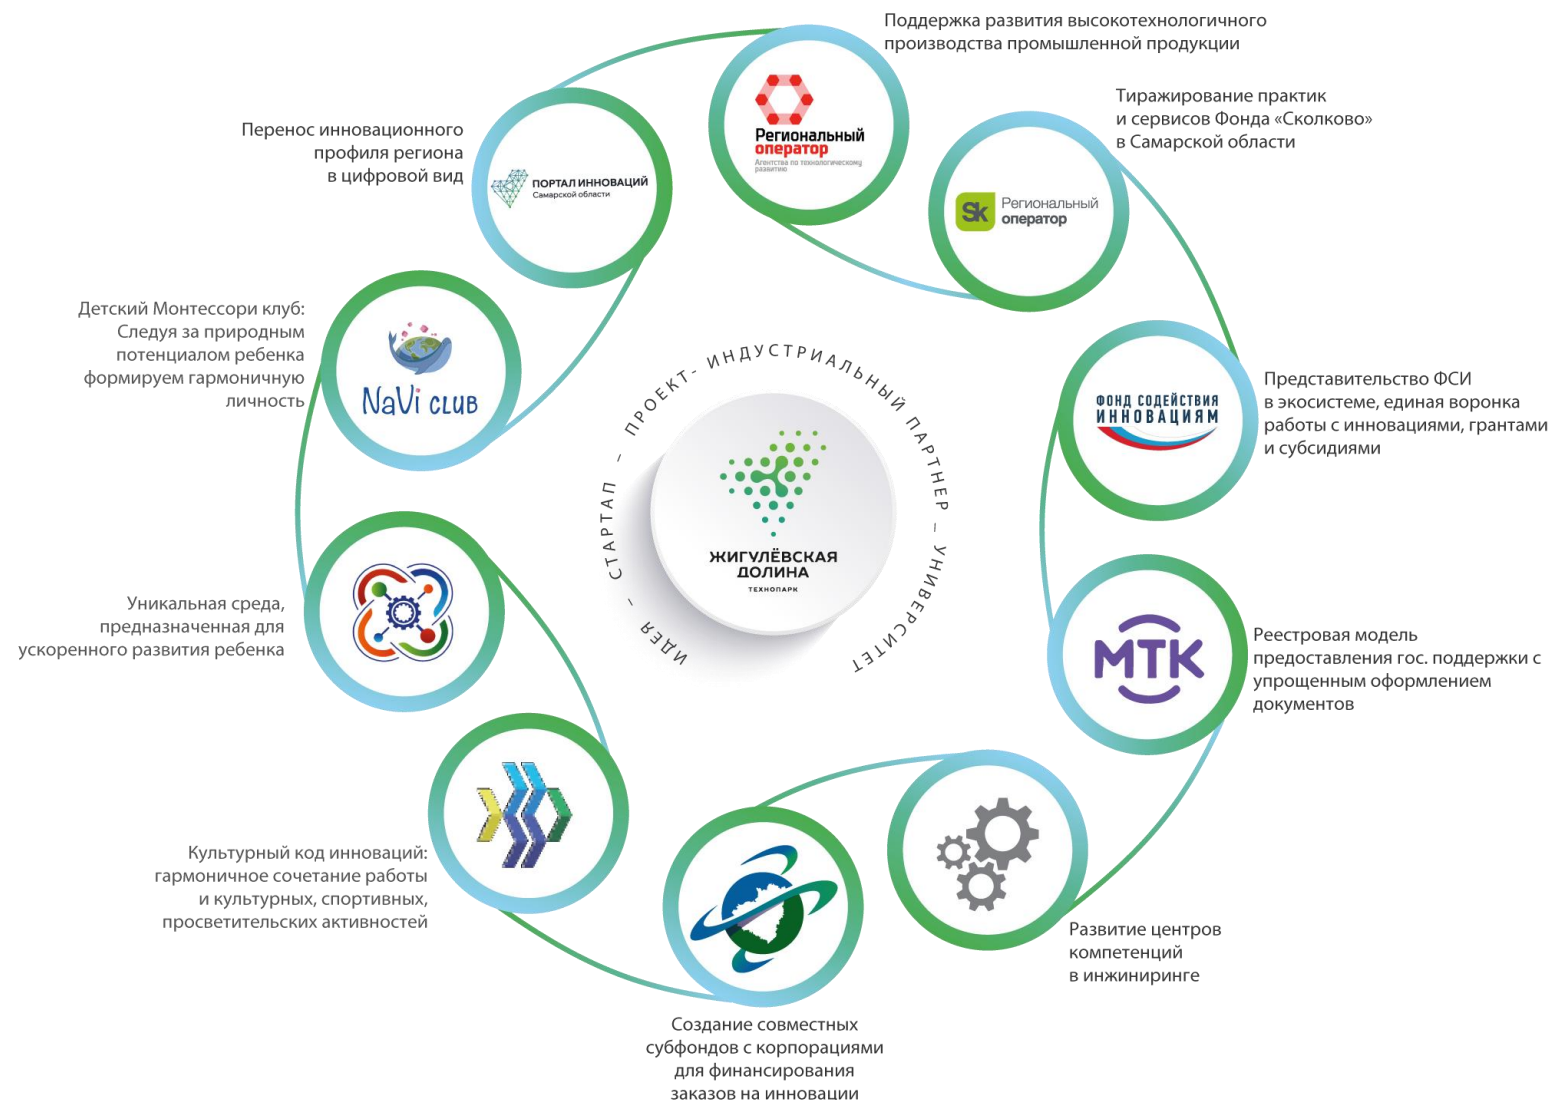 Поддержка развития высокотехнологичного
производства промышленной продукции
Региональный
оператор
Агентства по технологическому
развитию
Тиражирование практик
и сервисов Фонда «Сколково»
в Самарской области
Sk
Региональный
оператор
Перенос инновационного
профиля региона
в цифровой вид
ПОРТАЛ ИННОВАЦИЙ
Самарской области
Детский Монтессори клуб:
Следуя за природным
потенциалом ребенка
формируем гармоничную
личность
NaVi CLUB
ФОНД СОДЕЙСТВИЯ
ИННОВАЦИЯМ
Представительство ФСИ
в экосистеме, единая воронка
работы с инновациями, грантами
и субсидиями
ИДЕЯ – СТАРТАП – ПРОЕКТ- ИНДУСТРИАЛЬНЫЙ ПАРТНЕР – УНИВЕРСИТЕТ
ЖИГУЛЁВСКАЯ
ДОЛИНА
ТЕХНОПАРК
Уникальная среда,
предназначенная для
ускоренного развития ребенка
МТК
Реестровая модель
предоставления гос. поддержки с
упрощенным оформлением
документов
Культурный код инноваций:
гармоничное сочетание работы
и культурных, спортивных,
просветительских активностей
Развитие центров
компетенций
в инжиниринге
Создание совместных
субфондов с корпорациями
для финансирования
заказов на инновации